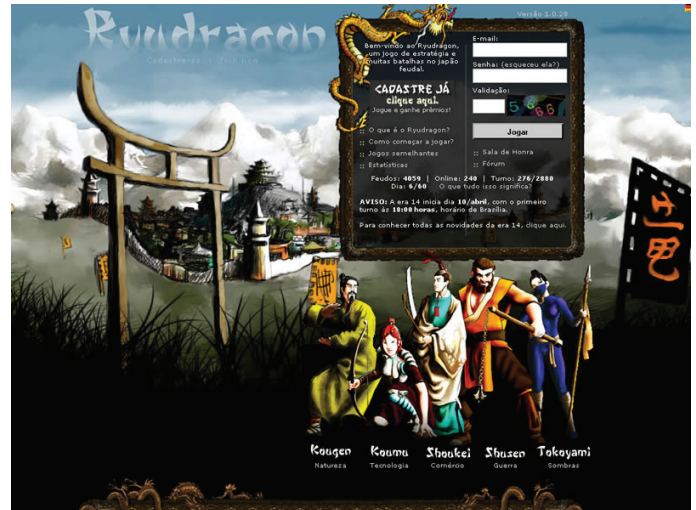 Versão 1.0.20
Ryudragon
Cadastre-se
Bem-vindo ao Ryudragon,
um jogo de estratégia e
muitas batalhas no japão
feudal.
CADASTRE JÁ
clique aqui.
Jogue e ganhe prêmios!
E-mail:
Senha: (esqueceu ela?)
Validação:
Jogar
:: O que é o Ryudragon?
:: Como começar a jogar?
:: Jogos semelhantes
:: Estatísticas
:: Sala de Honra
:: Fórum
Feudos: 4059 | Online: 240 | Turno: 276/2880
Dia: 6/60 O que tudo isso significa?
AVISO: A era 14 inicia dia 10/abril, com o primeiro
turno às 10:00 horas, horário de Brasília.
Para conhecer todas as novidades da era 14, clique aqui.
Kougen
Natureza
Koumu
Tecnologia
Shoukei
Comércio
Shusen
Guerra
Tokoyami
Sombras